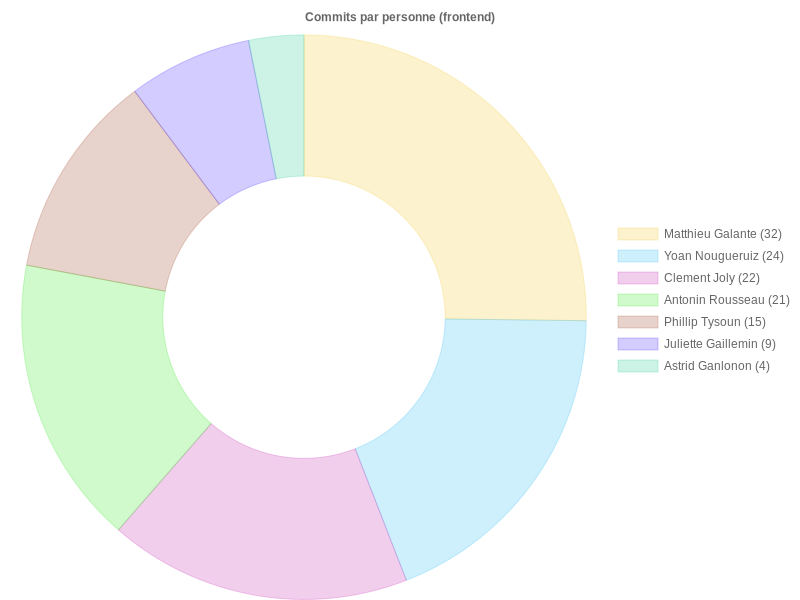 Commits par personne (frontend)
Matthieu Galante (32)
Yoan Nougueruiz (24)
Clement Joly (22)
Antonin Rousseau (21)
Phillip Tysoun (15)
Juliette Gaillemin (9)
Astrid Ganlonon (4)